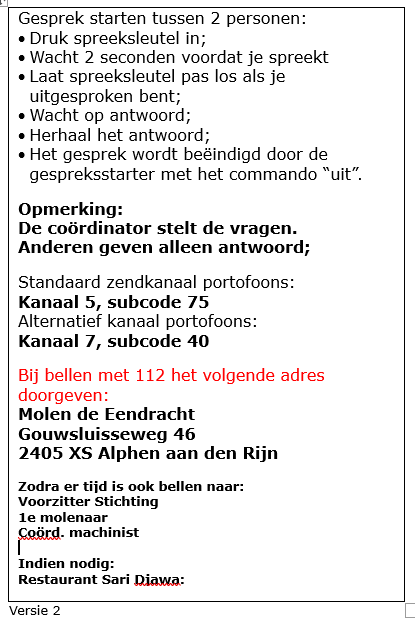 Gesprek starten tussen 2 personen:
• Druk spreeksleutel in;
• Wacht 2 seconden voordat je spreekt
• Laat spreeksleutel pas los als je
uitgesproken bent;
• Wacht op antwoord;
• Herhaal het antwoord;
• Het gesprek wordt beëindigd door de
gespreksstarter met het commando “uit”.
Opmerking:
De coördinator stelt de vragen.
Anderen geven alleen antwoord;
Standaard zendkanaal portofoons:
Kanaal 5, subcode 75
Alternatief kanaal portofoons:
Kanaal 7, subcode 40
Bij bellen met 112 het volgende adres
doorgeven:
Molen de Eendracht
Gouwsluisseweg 46
2405 XS Alphen aan den Rijn
Zodra er tijd is ook bellen naar:
Voorzitter Stichting
1e molenaar
Coörd. machinist
Indien nodig:
Restaurant Sari Djawa:
Versie 2